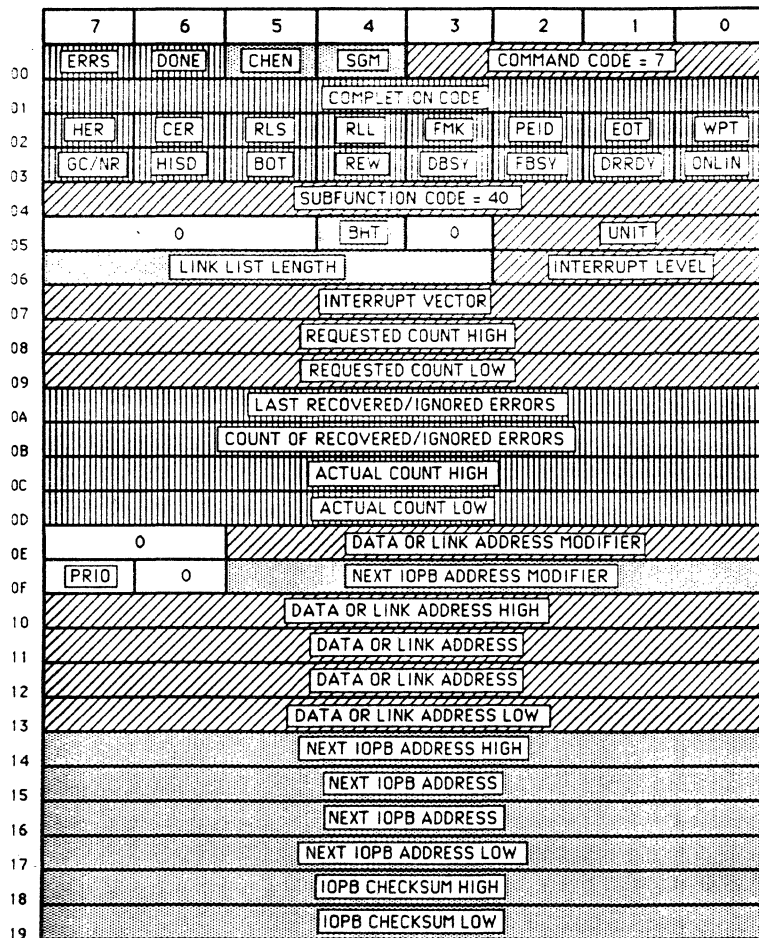 7 6 5 4 3 2 1 0
00 ERRS DONE CHEN SGM COMMAND CODE = 7
01 COMPLETION CODE
02 HER CER RLS RLL FMK PEID EOT WPT
03 GC/NR HISD BOT REW DBSY FBSY DRRDY ONLIN
04 SUBFUNCTION CODE = 40
05 0 BHT 0 UNIT
06 LINK LIST LENGTH INTERRUPT LEVEL
07 INTERRUPT VECTOR
08 REQUESTED COUNT HIGH
09 REQUESTED COUNT LOW
0A LAST RECOVERED/IGNORED ERRORS
0B COUNT OF RECOVERED/IGNORED ERRORS
0C ACTUAL COUNT HIGH
0D ACTUAL COUNT LOW
0E 0 DATA OR LINK ADDRESS MODIFIER
0F PRIO 0 NEXT IOPB ADDRESS MODIFIER
10 DATA OR LINK ADDRESS HIGH
11 DATA OR LINK ADDRESS
12 DATA OR LINK ADDRESS
13 DATA OR LINK ADDRESS LOW
14 NEXT IOPB ADDRESS HIGH
15 NEXT IOPB ADDRESS
16 NEXT IOPB ADDRESS
17 NEXT IOPB ADDRESS LOW
18 IOPB CHECKSUM HIGH
19 IOPB CHECKSUM LOW